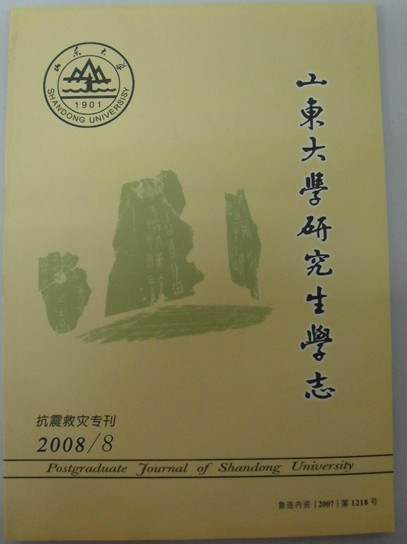 山东大学
1901
SHANDONG UNIVERSITY
山東大學研究生學志
抗震救灾专刊
2008/8
Postgraduate Journal of Shandong University
鲁连内资（2007）第1218号